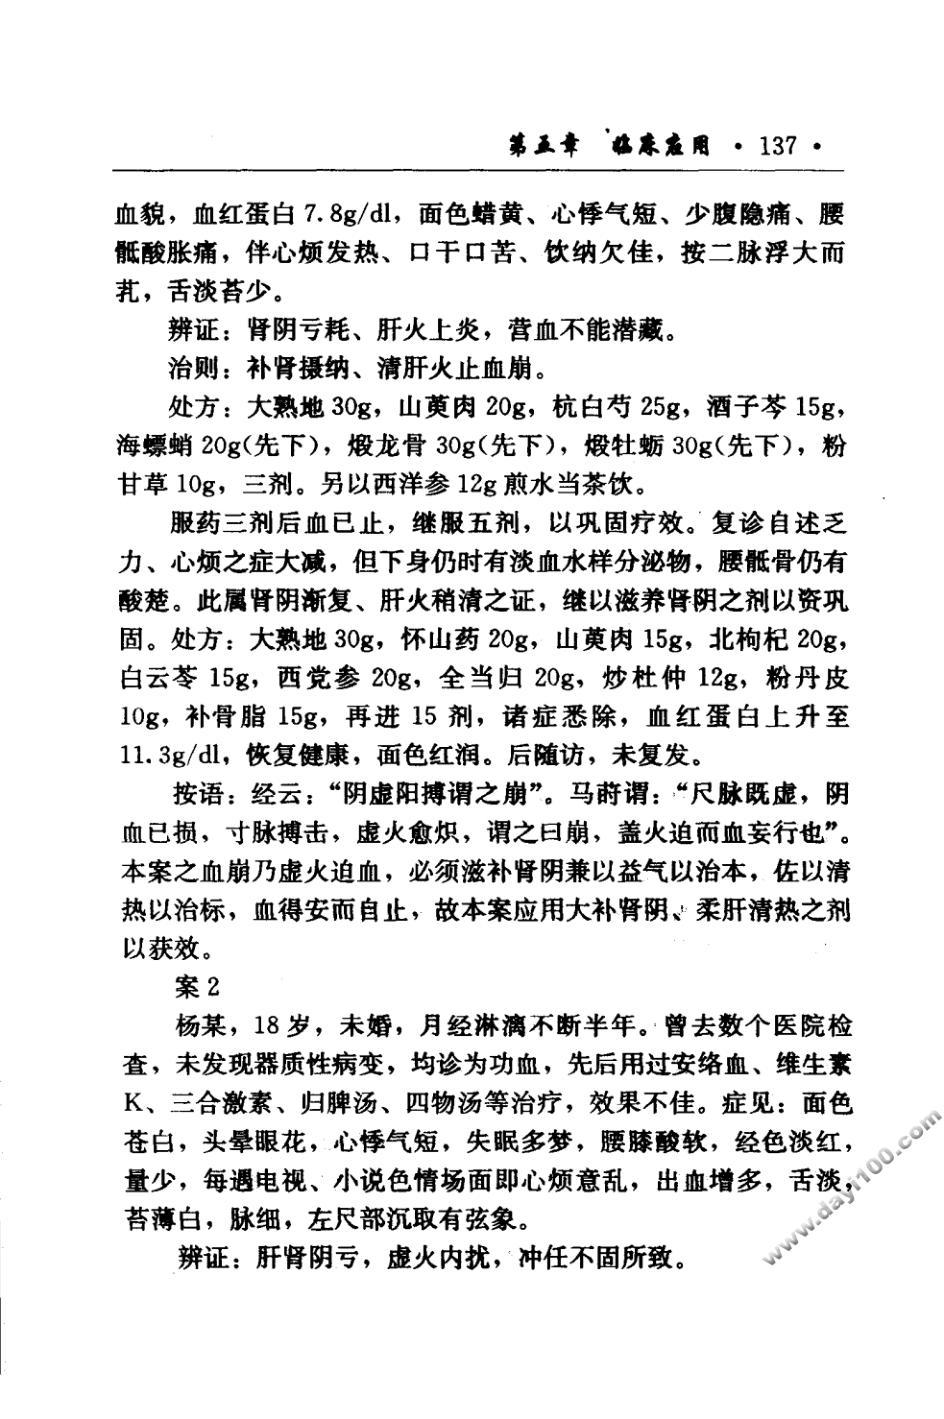 第五章 临床应用 · 137 ·
血貌，血红蛋白 7.8g/dl，面色蜡黄、心悸气短、少腹隐痛、腰
骶酸胀痛，伴心烦发热、口干口苦、饮纳欠佳，按二脉浮大而
芤，舌淡苔少。
辨证：肾阴亏耗、肝火上炎，营血不能潜藏。
治则：补肾摄纳、清肝火止血崩。
处方：大熟地 30g，山萸肉 20g，杭白芍 25g，酒子芩 15g，
海螵蛸 20g(先下)，煅龙骨 30g(先下)，煅牡蛎 30g(先下)，粉
甘草 10g，三剂。另以西洋参 12g 煎水当茶饮。
服药三剂后血已止，继服五剂，以巩固疗效。复诊自述乏
力、心烦之症大减，但下身仍时有淡血水样分泌物，腰骶骨仍有
酸楚。此属肾阴渐复、肝火稍清之证，继以滋养肾阴之剂以资巩
固。处方：大熟地 30g，怀山药 20g，山萸肉 15g，北枸杞 20g，
白云苓 15g，西党参 20g，全当归 20g，炒杜仲 12g，粉丹皮
10g，补骨脂 15g，再进 15 剂，诸症悉除，血红蛋白上升至
11.3g/dl，恢复健康，面色红润。后随访，未复发。
按语：经云：“阴虚阳搏谓之崩”。马莳谓：“尺脉既虚，阴
血已损，寸脉搏击，虚火愈炽，谓之曰崩，盖火迫而血妄行也”。
本案之血崩乃虚火迫血，必须滋补肾阴兼以益气以治本，佐以清
热以治标，血得安而自止，故本案应用大补肾阴、柔肝清热之剂
以获效。
案 2
杨某，18 岁，未婚，月经淋漓不断半年。曾去数个医院检
查，未发现器质性病变，均诊为功血，先后用过安络血、维生素
K、三合激素、归脾汤、四物汤等治疗，效果不佳。症见：面色
苍白，头晕眼花，心悸气短，失眠多梦，腰膝酸软，经色淡红，
量少，每遇电视、小说色情场面即心烦意乱，出血增多，舌淡，
苔薄白，脉细，左尺部沉取有弦象。
辨证：肝肾阴亏，虚火内扰，冲任不固所致。
www.day1100.com